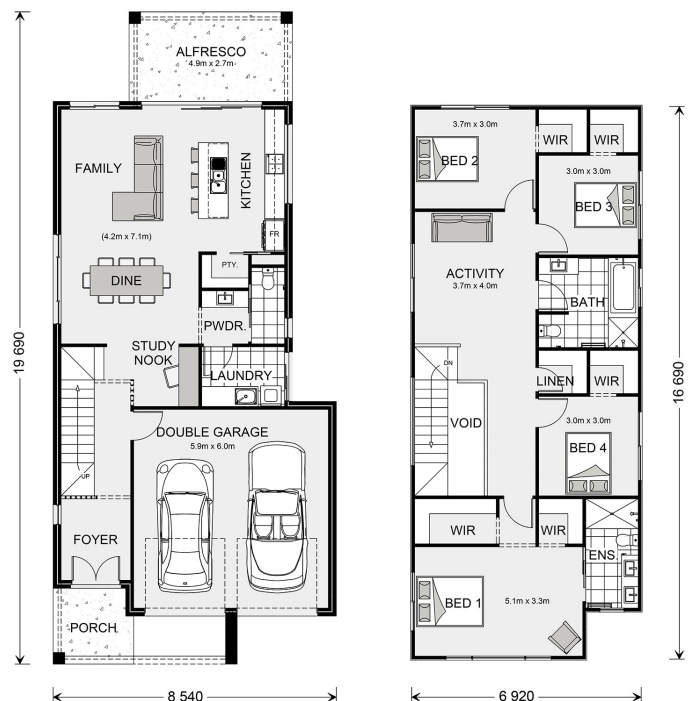 ALFRESCO
4.9m x 2.7m
FAMILY
KITCHEN
(4.2m x 7.1m)
FR
PTY.
DINE
PWDR.
STUDY
NOOK
LAUNDRY
DOUBLE GARAGE
5.9m x 6.0m
UP
FOYER
PORCH
19 690
8 540
3.7m x 3.0m
BED 2
WIR
WIR
3.0m x 3.0m
BED 3
ACTIVITY
3.7m x 4.0m
BATH
DN
LINEN
WIR
VOID
3.0m x 3.0m
BED 4
WIR
WIR
ENS.
BED 1
5.1m x 3.3m
16 690
6 920